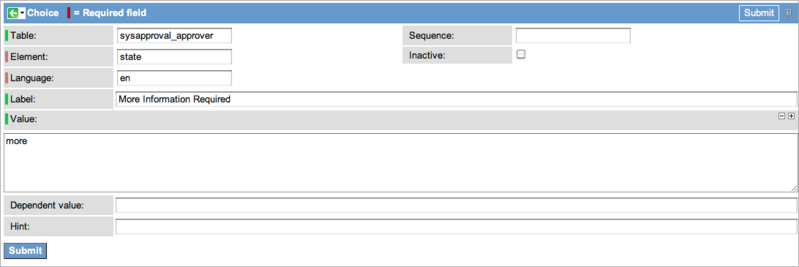 Choice = Required field Submit
Table: sysapproval_approver Sequence:
Element: state Inactive:
Language: en
Label: More Information Required
Value:
more
Dependent value:
Hint:
Submit